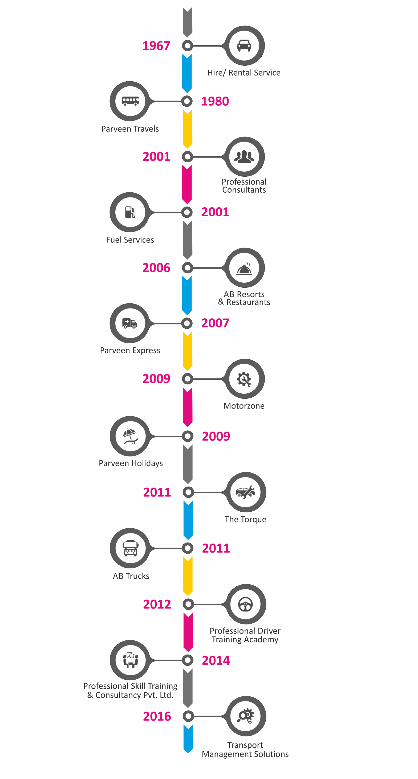 1967
Hire/ Rental Service
1980
Parveen Travels
2001
Professional
Consultants
2001
Fuel Services
2006
AB Resorts
& Restaurants
2007
Parveen Express
2009
Motorzone
2009
Parveen Holidays
2011
The Torque
2011
AB Trucks
2012
Professional Driver
Training Academy
2014
Professional Skill Training
& Consultancy Pvt. Ltd.
2016
Transport
Management Solutions